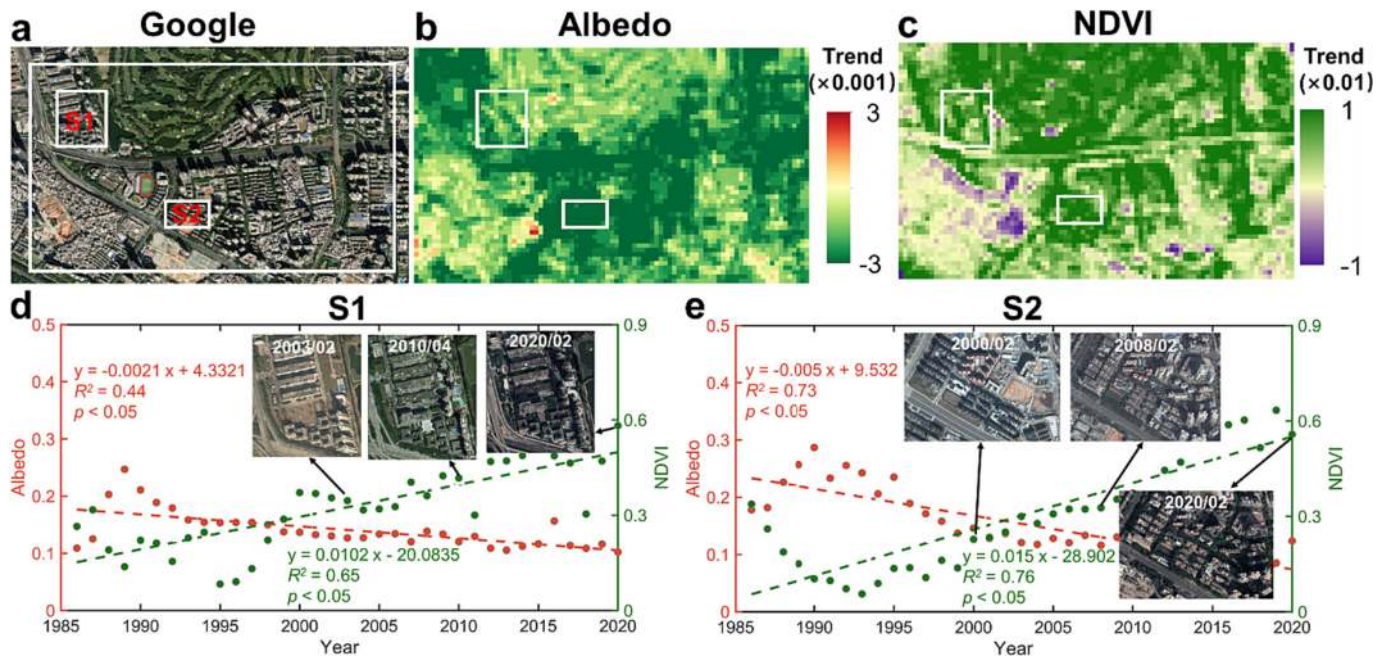 a Google
b Albedo
c NDVI
S1
S2
Trend
(×0.001)
3
-3
Trend
(×0.01)
1
-1
d S1
Albedo
0.5
0.4
0.3
0.2
0.1
0
y = -0.0021 x + 4.3321
R² = 0.44
p < 0.05
2003/02
2010/04
2020/02
y = 0.0102 x - 20.0835
R² = 0.65
p < 0.05
0.9
0.6
0.3
0
NDVI
1985 1990 1995 2000 2005 2010 2015 2020
Year
e S2
Albedo
0.5
0.4
0.3
0.2
0.1
0
y = -0.005 x + 9.532
R² = 0.73
p < 0.05
2000/02
2008/02
2020/02
y = 0.015 x - 28.902
R² = 0.76
p < 0.05
0.9
0.6
0.3
0
NDVI
1985 1990 1995 2000 2005 2010 2015 2020
Year